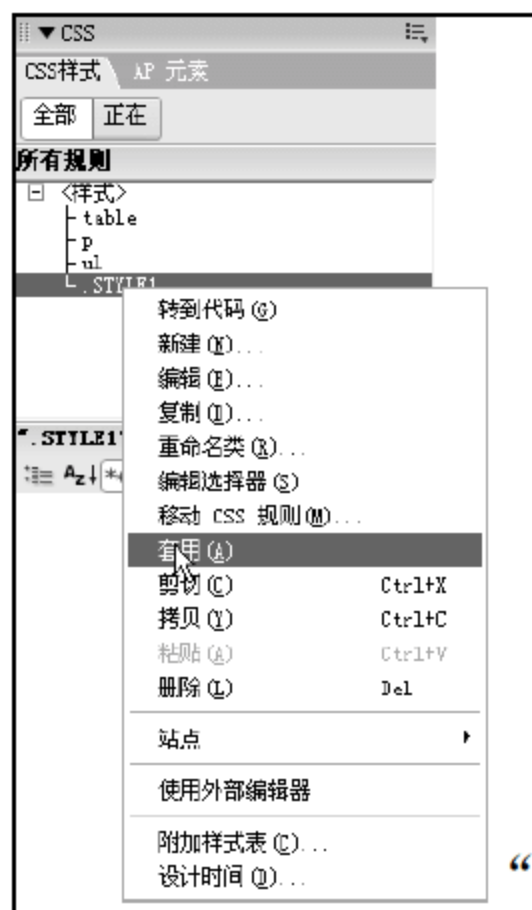 ▼ CSS
CSS样式 AP 元素
全部 正在
所有规则
<样式>
table
p
ul
.STYLE1
转到代码(G)
新建(N)...
编辑(E)...
复制(D)...
重命名类(R)...
编辑选择器(S)
移动 CSS 规则(M)...
套用(A)
剪切(C) Ctrl+X
拷贝(Y) Ctrl+C
粘贴(A) Ctrl+V
删除(L) Del
站点
使用外部编辑器
附加样式表(C)...
设计时间(D)...
".STYLE1"
AZ↓
“